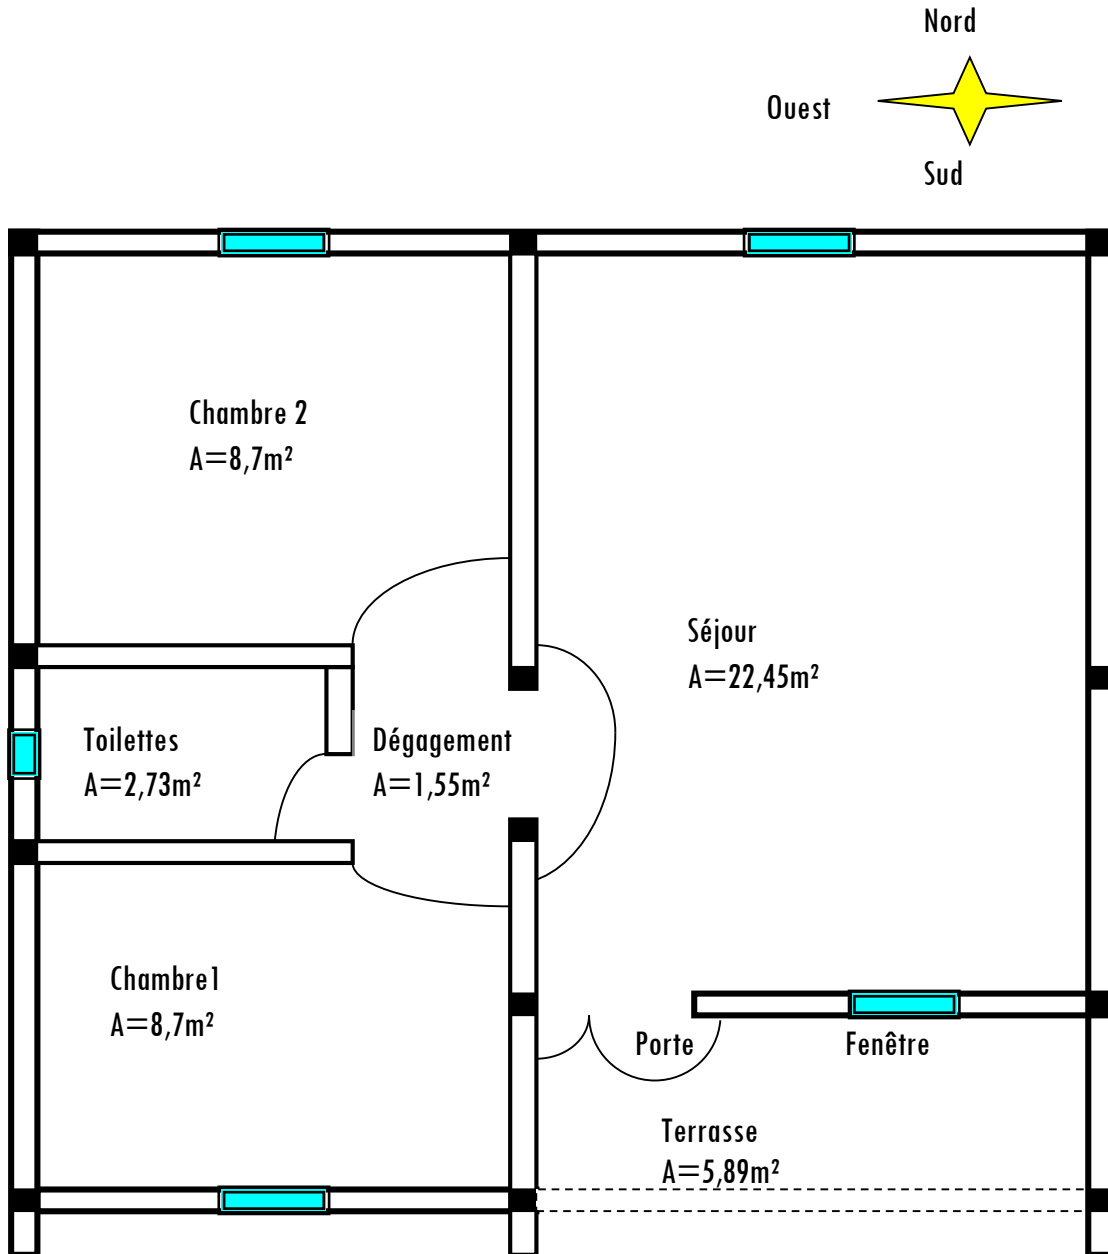 Nord
Ouest
Sud
Chambre 2
A=8,7m²
Séjour
A=22,45m²
Toilettes
A=2,73m²
Dégagement
A=1,55m²
Chambre1
A=8,7m²
Porte
Fenêtre
Terrasse
A=5,89m²